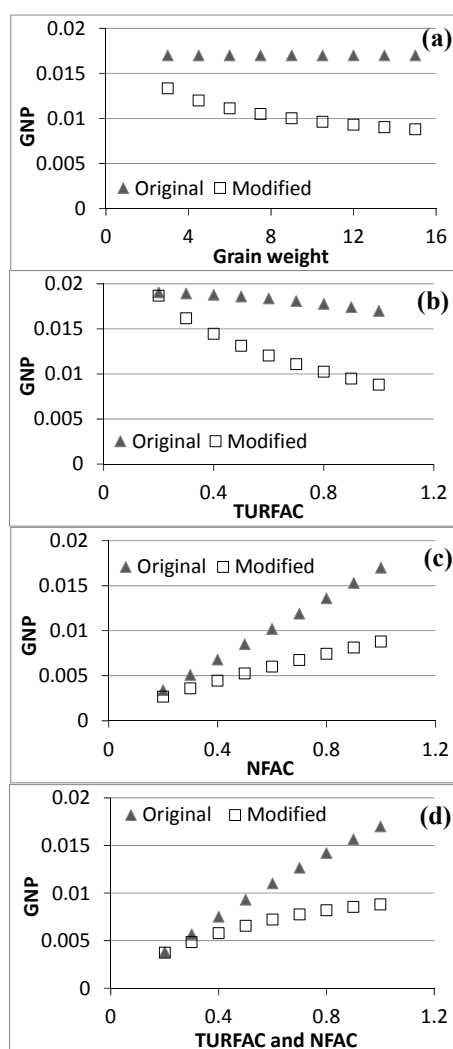 (a)
0.02
0.015
0.01
0.005
0
GNP
Original Modified
0 4 8 12 16
Grain weight
(b)
0.02
0.015
0.01
0.005
0
GNP
Original Modified
0 0.4 0.8 1.2
TURFAC
(c)
0.02
0.015
0.01
0.005
0
GNP
Original Modified
0 0.4 0.8 1.2
NFAC
(d)
0.02
0.015
0.01
0.005
0
GNP
Original Modified
0 0.4 0.8 1.2
TURFAC and NFAC